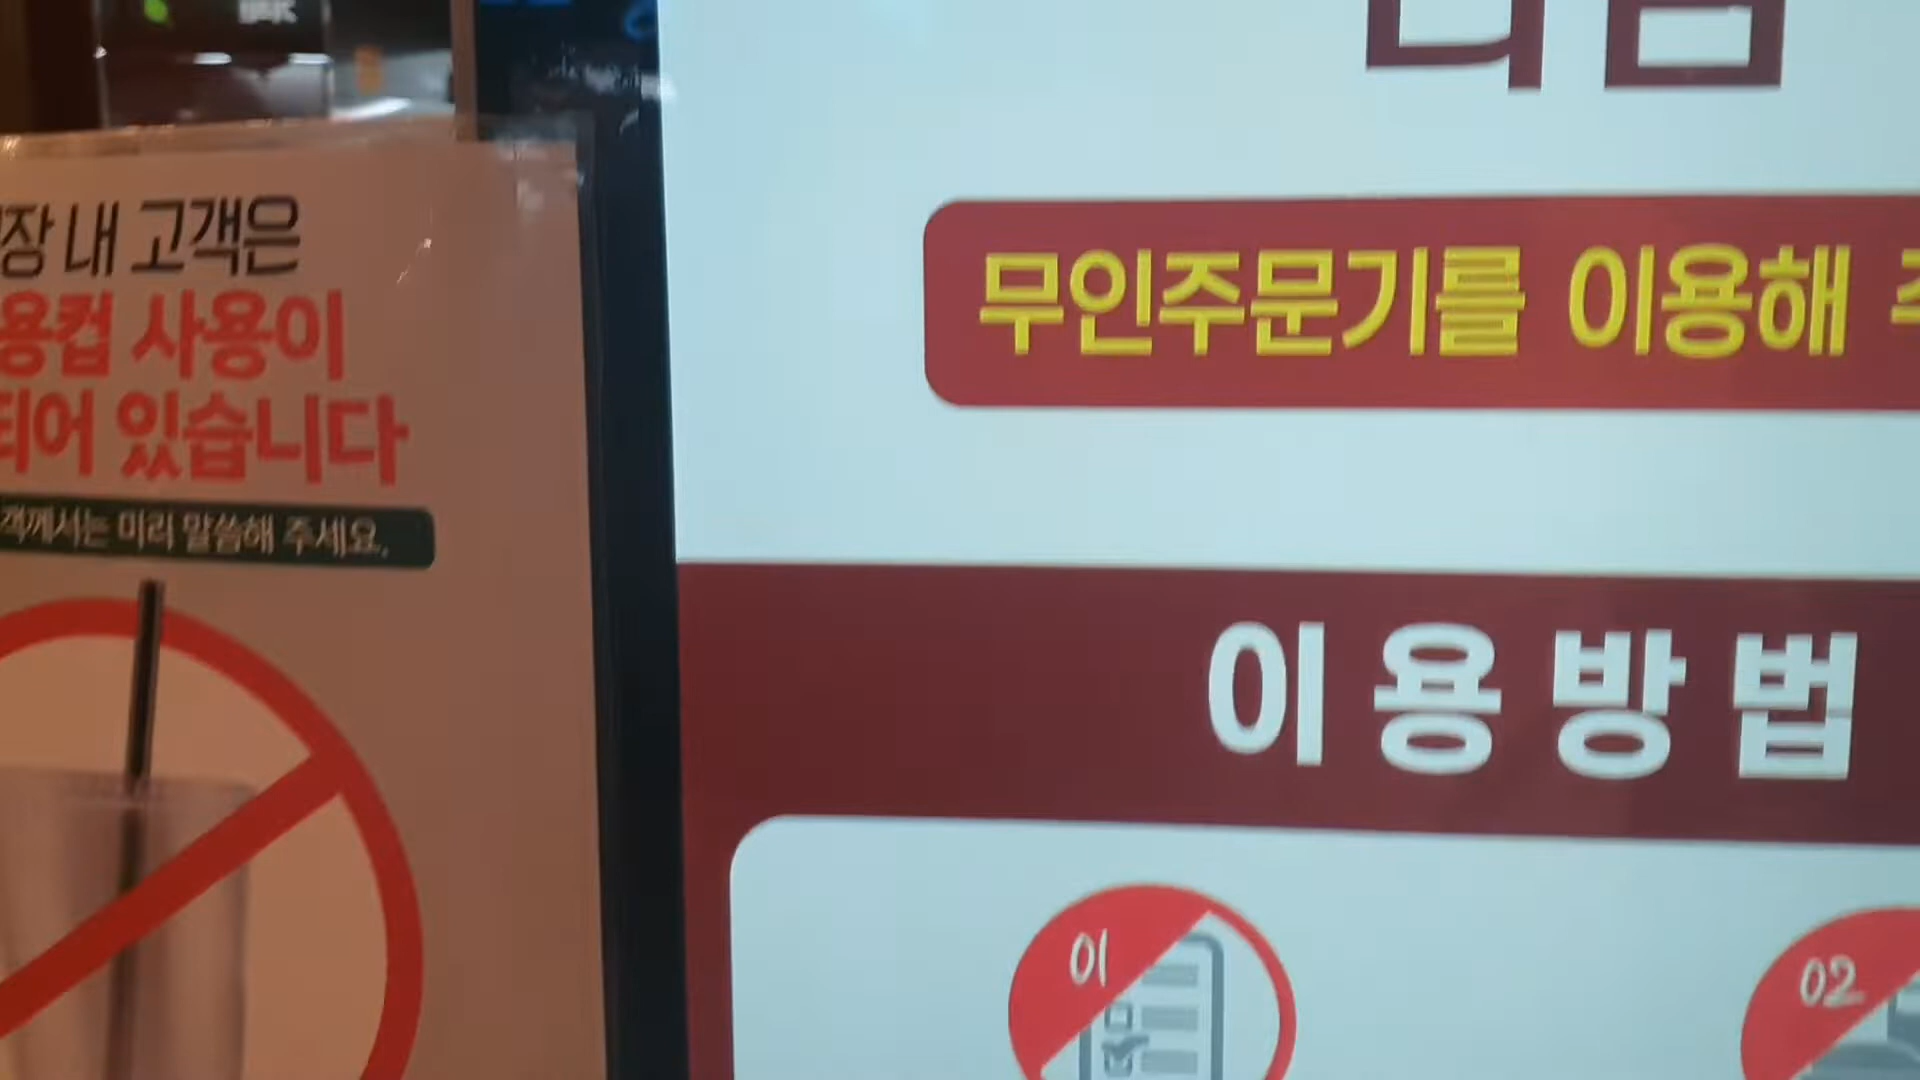 장 내 고객은
용컵 사용이
되어 있습니다
객께서는 미리 말씀해 주세요.
무인주문기를 이용해
이용방법
01
02